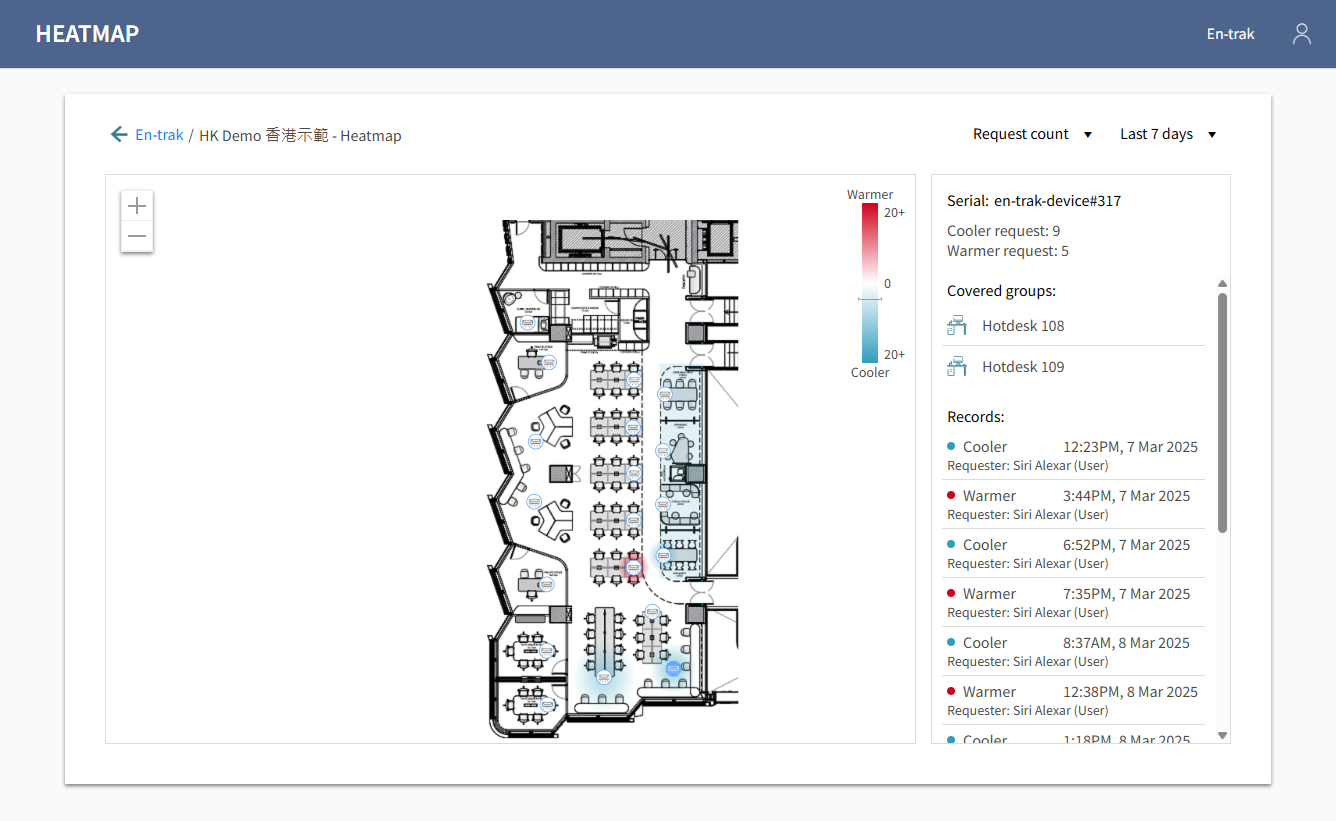 HEATMAP
En-trak
En-trak / HK Demo 香港示範 - Heatmap
Request count
Last 7 days
Warmer
20+
0
20+
Cooler
Serial: en-trak-device#317
Cooler request: 9
Warmer request: 5
Covered groups:
Hotdesk 108
Hotdesk 109
Records:
Cooler 12:23PM, 7 Mar 2025
Requester: Siri Alexar (User)
Warmer 3:44PM, 7 Mar 2025
Requester: Siri Alexar (User)
Cooler 6:52PM, 7 Mar 2025
Requester: Siri Alexar (User)
Warmer 7:35PM, 7 Mar 2025
Requester: Siri Alexar (User)
Cooler 8:37AM, 8 Mar 2025
Requester: Siri Alexar (User)
Warmer 12:38PM, 8 Mar 2025
Requester: Siri Alexar (User)
Cooler 1:18PM, 8 Mar 2025